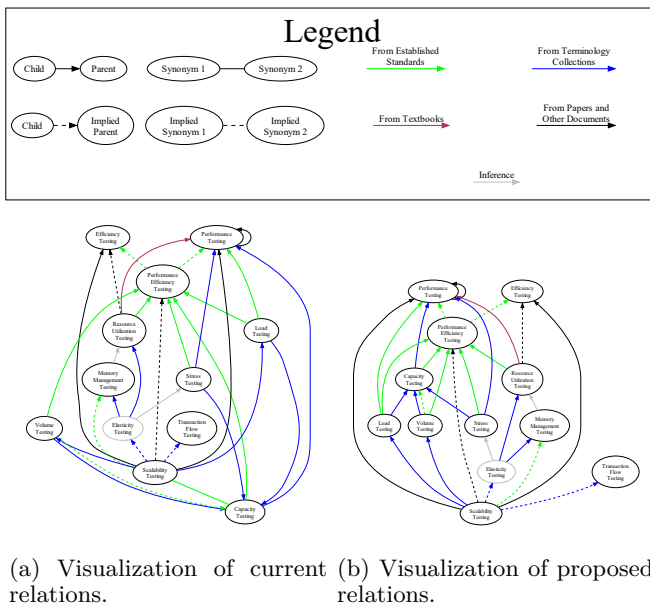 Legend
Child
Parent
Synonym 1
Synonym 2
From Established
Standards
From Terminology
Collections
Child
Implied
Parent
Implied
Synonym 1
Implied
Synonym 2
From Textbooks
From Papers and
Other Documents
Inference
Efficiency
Testing
Performance
Testing
Performance
Efficiency
Testing
Resource
Utilization
Testing
Load
Testing
Memory
Management
Testing
Stress
Testing
Volume
Testing
Elasticity
Testing
Transaction
Flow
Testing
Scalability
Testing
Capacity
Testing
Performance
Testing
Efficiency
Testing
Performance
Efficiency
Testing
Capacity
Testing
Resource
Utilization
Testing
Load
Testing
Volume
Testing
Stress
Testing
Memory
Management
Testing
Elasticity
Testing
Transaction
Flow
Testing
Scalability
Testing
(a) Visualization of current
relations.
(b) Visualization of proposed
relations.